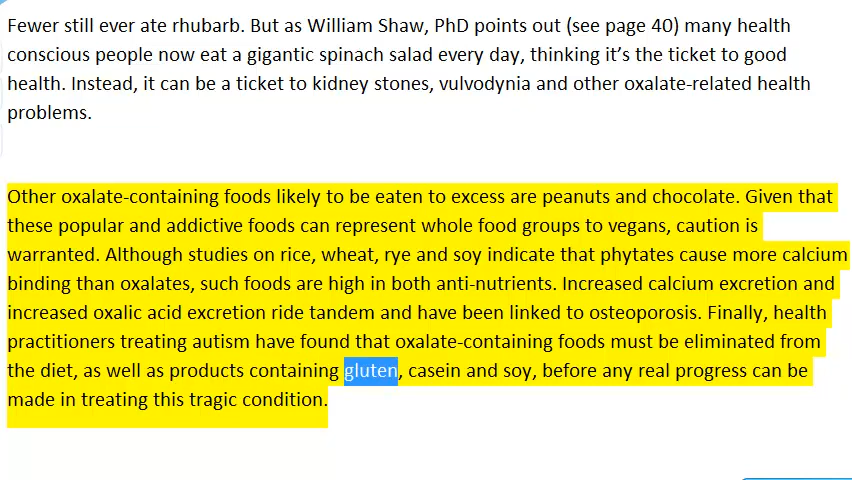 Fewer still ever ate rhubarb. But as William Shaw, PhD points out (see page 40) many health
conscious people now eat a gigantic spinach salad every day, thinking it’s the ticket to good
health. Instead, it can be a ticket to kidney stones, vulvodynia and other oxalate-related health
problems.
Other oxalate-containing foods likely to be eaten to excess are peanuts and chocolate. Given that
these popular and addictive foods can represent whole food groups to vegans, caution is
warranted. Although studies on rice, wheat, rye and soy indicate that phytates cause more calcium
binding than oxalates, such foods are high in both anti-nutrients. Increased calcium excretion and
increased oxalic acid excretion ride tandem and have been linked to osteoporosis. Finally, health
practitioners treating autism have found that oxalate-containing foods must be eliminated from
the diet, as well as products containing gluten, casein and soy, before any real progress can be
made in treating this tragic condition.